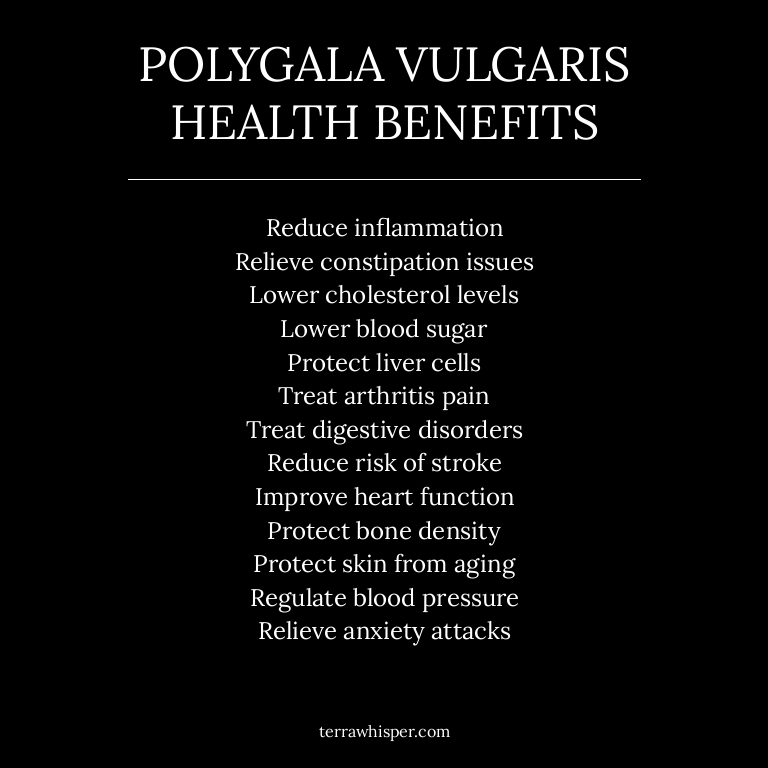 POLYGALA VULGARIS
HEALTH BENEFITS
Reduce inflammation
Relieve constipation issues
Lower cholesterol levels
Lower blood sugar
Protect liver cells
Treat arthritis pain
Treat digestive disorders
Reduce risk of stroke
Improve heart function
Protect bone density
Protect skin from aging
Regulate blood pressure
Relieve anxiety attacks
terrawhisper.com